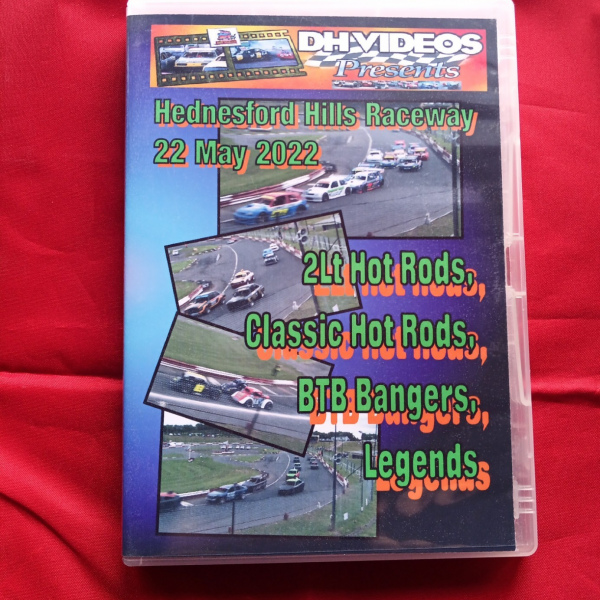 DH-VIDEOS
Presents
Hednesford Hills Raceway
22 May 2022
2Lt Hot Rods,
Classic Hot Rods,
BTB Bangers,
Legends